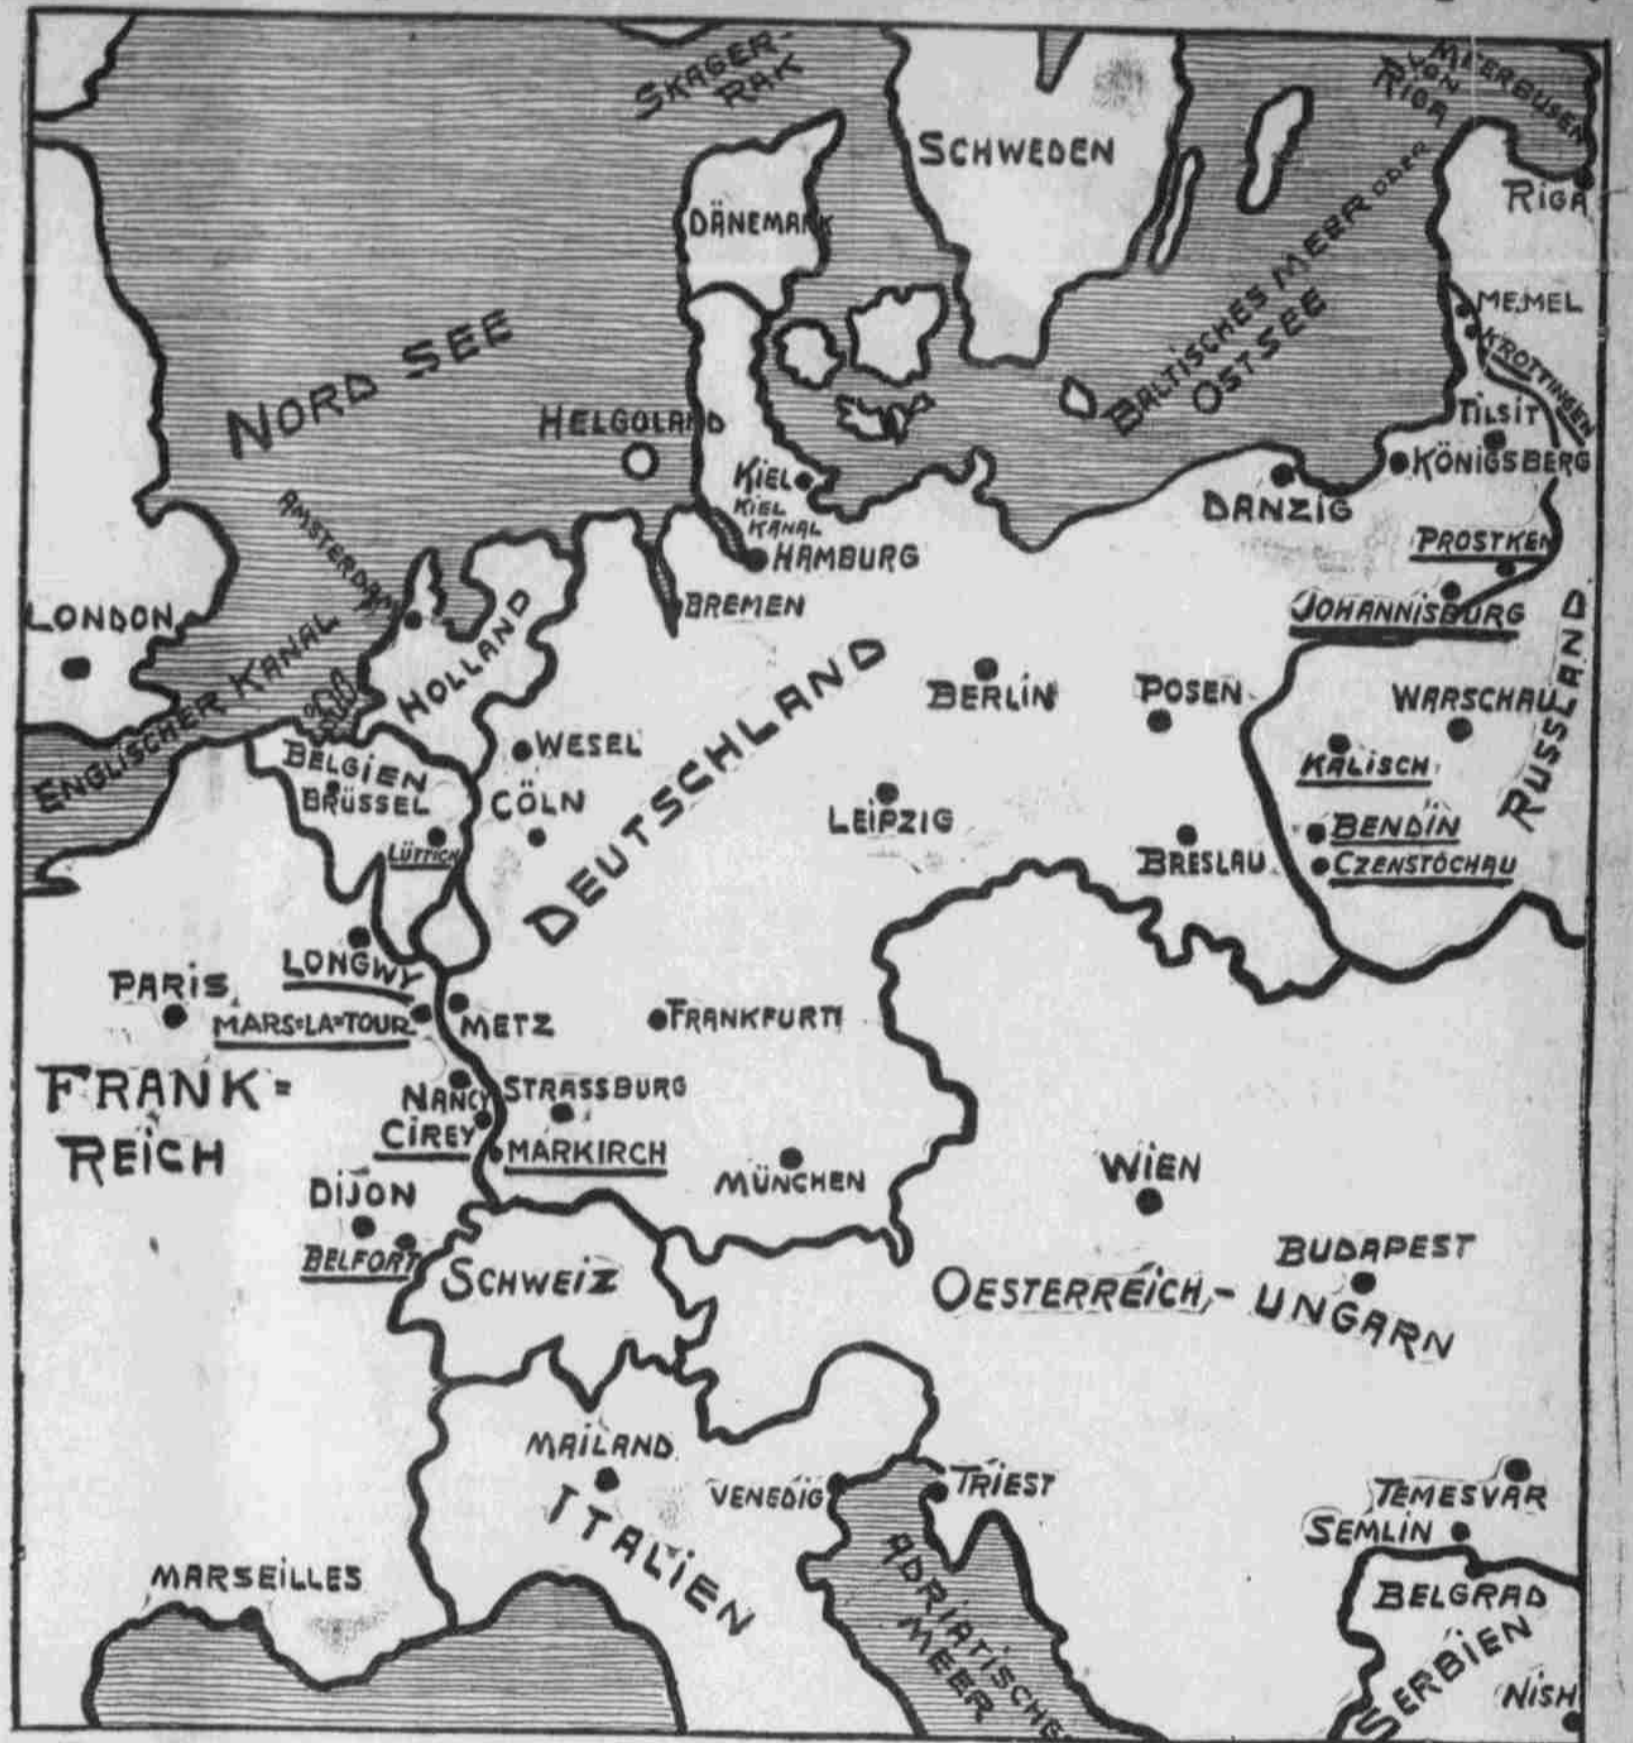 SKAGER-
RAK
MEERBUSEN
VON
RIGA
RIGA
SCHWEDEN
DÄNEMARK
NORD SEE
BALTISCHES MEER ODER
OSTSEE
MEMEL
KROTTINGEN
TILSIT
KÖNIGSBERG
HELGOLAND
KIEL
KIEL
KANAL
HAMBURG
DANZIG
PROSTKEN
JOHANNISBURG
AMSTERDAM
LONDON
BREMEN
HOLLAND
ENGLISCHER KANAL
DEUTSCHLAND
BERLIN
POSEN
WARSCHAU
RUSSLAND
WESEL
BELGIEN
BRÜSSEL
CÖLN
LÜTTICH
LEIPZIG
BRESLAU
KALISCH
BENDIN
CZENSTOCHAU
LONGWY
PARIS
MARS=LA=TOUR
METZ
FRANKFURT
FRANK=
REICH
NANCY
STRASSBURG
CIREY
MARKIRCH
MÜNCHEN
WIEN
DIJON
BELFORT
SCHWEIZ
BUDAPEST
OESTERREICH,- UNGARN
MAILAND
ITALIEN
VENEDIG
TRIEST
ADRIATISCHES
MEER
TEMESVAR
SEMLIN
BELGRAD
SERBIEN
NISH
MARSEILLES